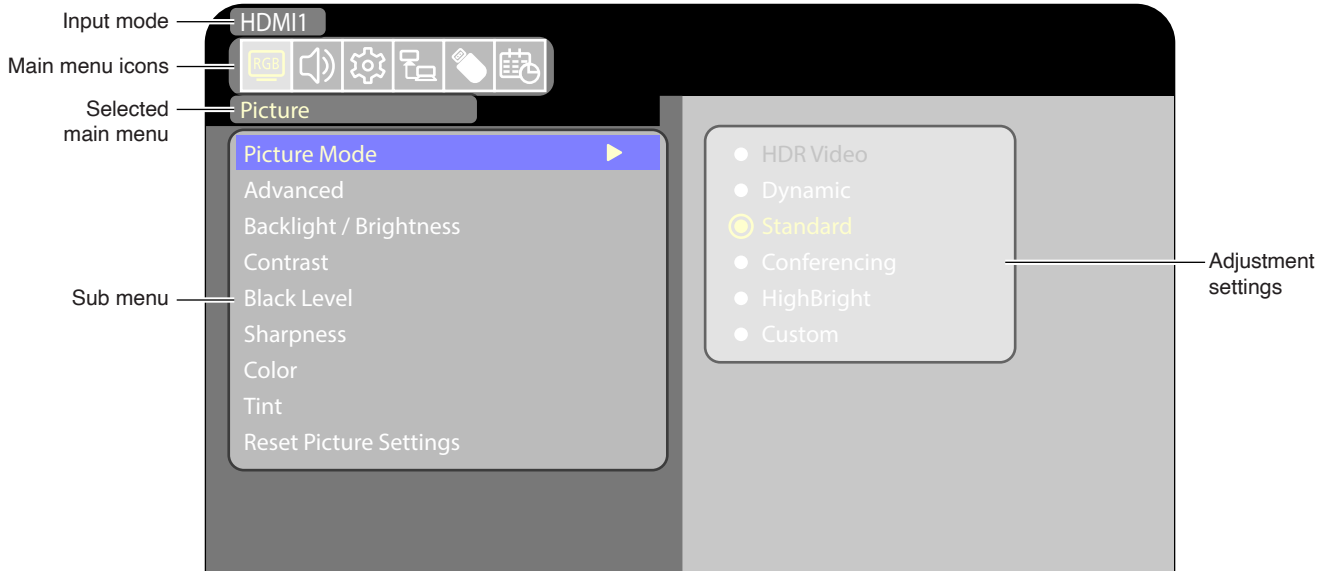 Input mode
HDMI1
Main menu icons
RGB
Selected
main menu
Picture
Picture Mode
Advanced
Backlight / Brightness
Contrast
Sub menu
Black Level
Sharpness
Color
Tint
Reset Picture Settings
HDR Video
Dynamic
Standard
Conferencing
HighBright
Custom
Adjustment
settings